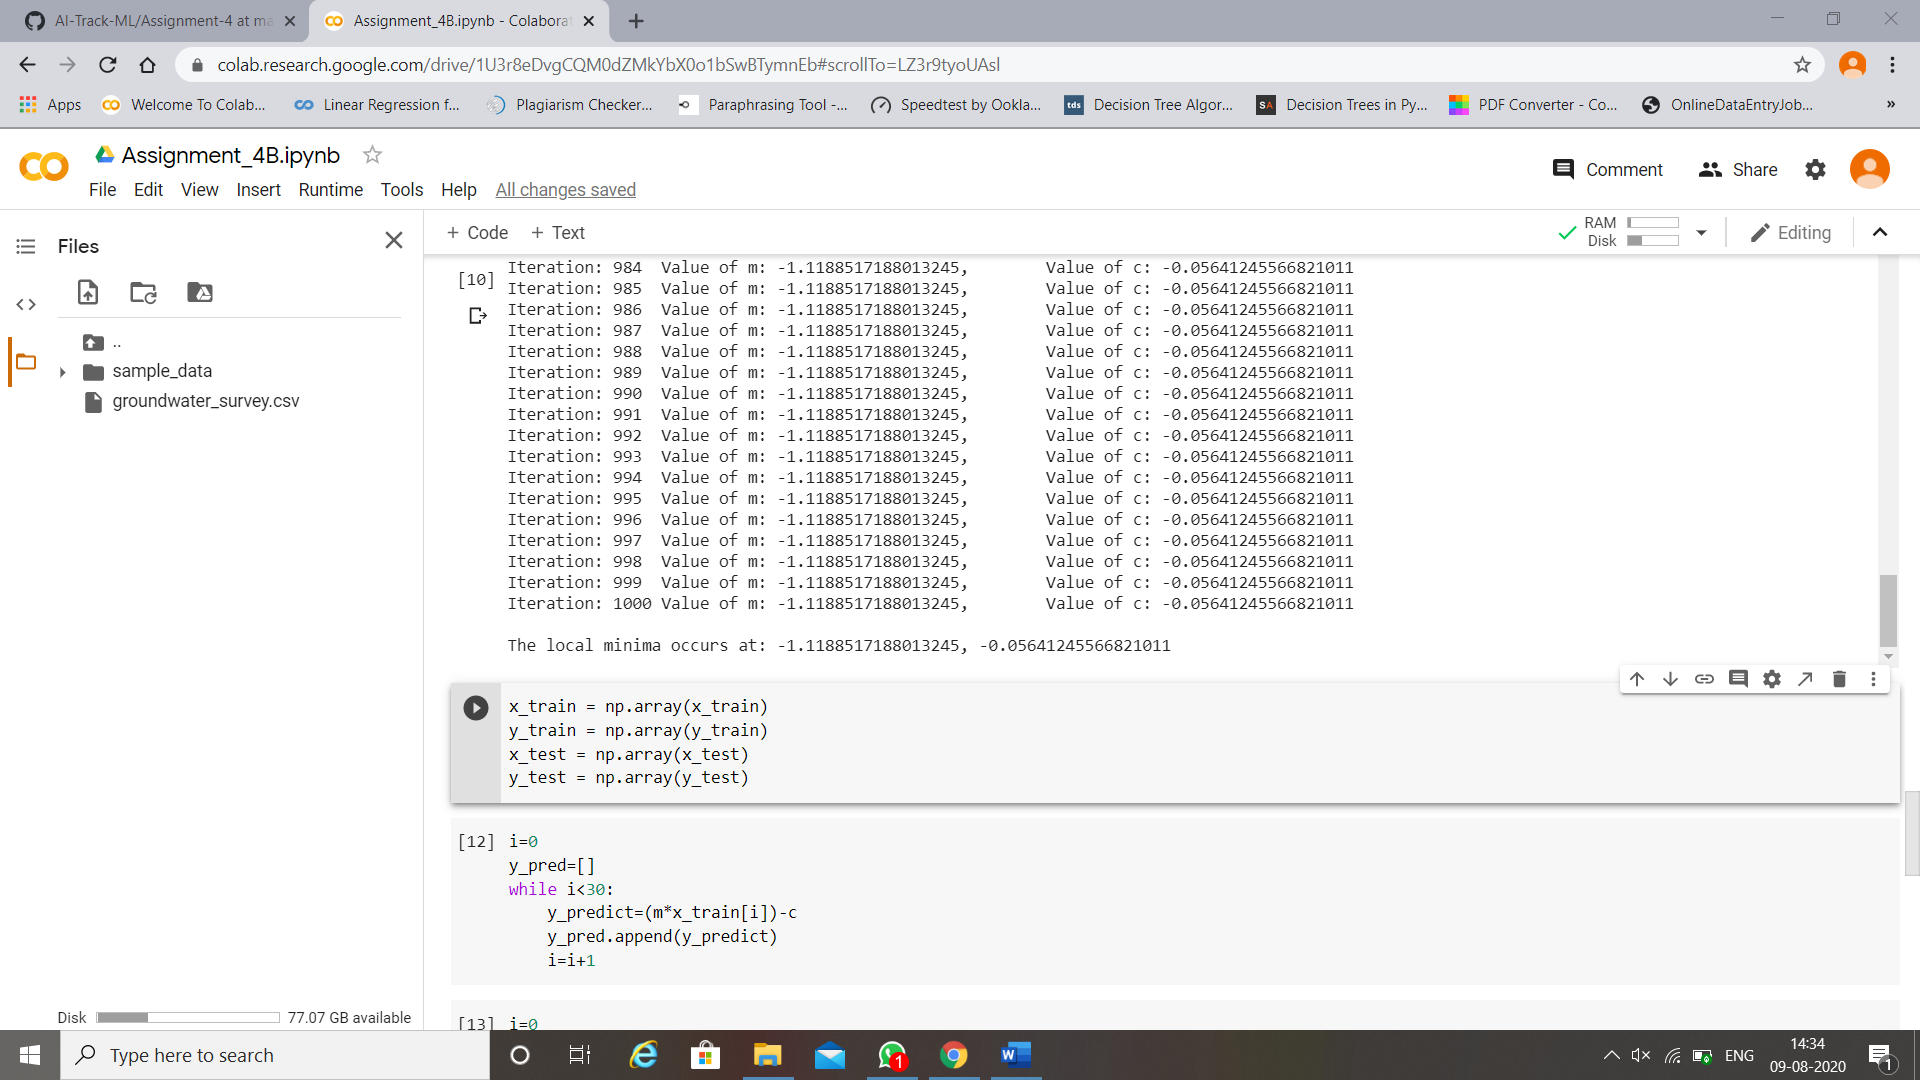 AI-Track-ML/Assignment-4 at ma
Assignment_4B.ipynb - Colaborat
colab.research.google.com/drive/1U3r8eDvgCQM0dZMkYbX0o1bSwBTymnEb#scrollTo=LZ3r9tyoUAsl
Apps
Welcome To Colab...
Linear Regression f...
Plagiarism Checker...
Paraphrasing Tool -...
Speedtest by Ookla...
tds
Decision Tree Algor...
SA
Decision Trees in Py...
PDF Converter - Co...
OnlineDataEntryJob...
»
Assignment_4B.ipynb
File Edit View Insert Runtime Tools Help All changes saved
Comment
Share
Files
+ Code + Text
RAM
Disk
Editing
..
sample_data
groundwater_survey.csv
[10]
Iteration: 984 Value of m: -1.1188517188013245, Value of c: -0.05641245566821011
Iteration: 985 Value of m: -1.1188517188013245, Value of c: -0.05641245566821011
Iteration: 986 Value of m: -1.1188517188013245, Value of c: -0.05641245566821011
Iteration: 987 Value of m: -1.1188517188013245, Value of c: -0.05641245566821011
Iteration: 988 Value of m: -1.1188517188013245, Value of c: -0.05641245566821011
Iteration: 989 Value of m: -1.1188517188013245, Value of c: -0.05641245566821011
Iteration: 990 Value of m: -1.1188517188013245, Value of c: -0.05641245566821011
Iteration: 991 Value of m: -1.1188517188013245, Value of c: -0.05641245566821011
Iteration: 992 Value of m: -1.1188517188013245, Value of c: -0.05641245566821011
Iteration: 993 Value of m: -1.1188517188013245, Value of c: -0.05641245566821011
Iteration: 994 Value of m: -1.1188517188013245, Value of c: -0.05641245566821011
Iteration: 995 Value of m: -1.1188517188013245, Value of c: -0.05641245566821011
Iteration: 996 Value of m: -1.1188517188013245, Value of c: -0.05641245566821011
Iteration: 997 Value of m: -1.1188517188013245, Value of c: -0.05641245566821011
Iteration: 998 Value of m: -1.1188517188013245, Value of c: -0.05641245566821011
Iteration: 999 Value of m: -1.1188517188013245, Value of c: -0.05641245566821011
Iteration: 1000 Value of m: -1.1188517188013245, Value of c: -0.05641245566821011
The local minima occurs at: -1.1188517188013245, -0.05641245566821011
x_train = np.array(x_train)
y_train = np.array(y_train)
x_test = np.array(x_test)
y_test = np.array(y_test)
[12] i=0
y_pred=[]
while i<30:
    y_predict=(m*x_train[i])-c
    y_pred.append(y_predict)
    i=i+1
[13] i=0
Disk 77.07 GB available
Type here to search
1
W
ENG
14:34
09-08-2020
1